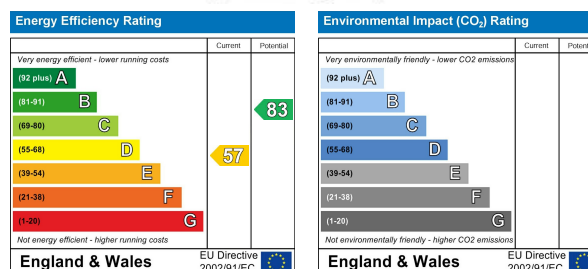 Energy Efficiency Rating
Current Potential
Very energy efficient - lower running costs
(92 plus) A
(81-91) B
83
(69-80) C
(55-68) D
57
(39-54) E
(21-38) F
(1-20) G
Not energy efficient - higher running costs
England & Wales
EU Directive
2002/91/EC
Environmental Impact (CO₂) Rating
Current Potential
Very environmentally friendly - lower CO2 emissions
(92 plus) A
(81-91) B
(69-80) C
(55-68) D
(39-54) E
(21-38) F
(1-20) G
Not environmentally friendly - higher CO2 emissions
England & Wales
EU Directive
2002/91/EC